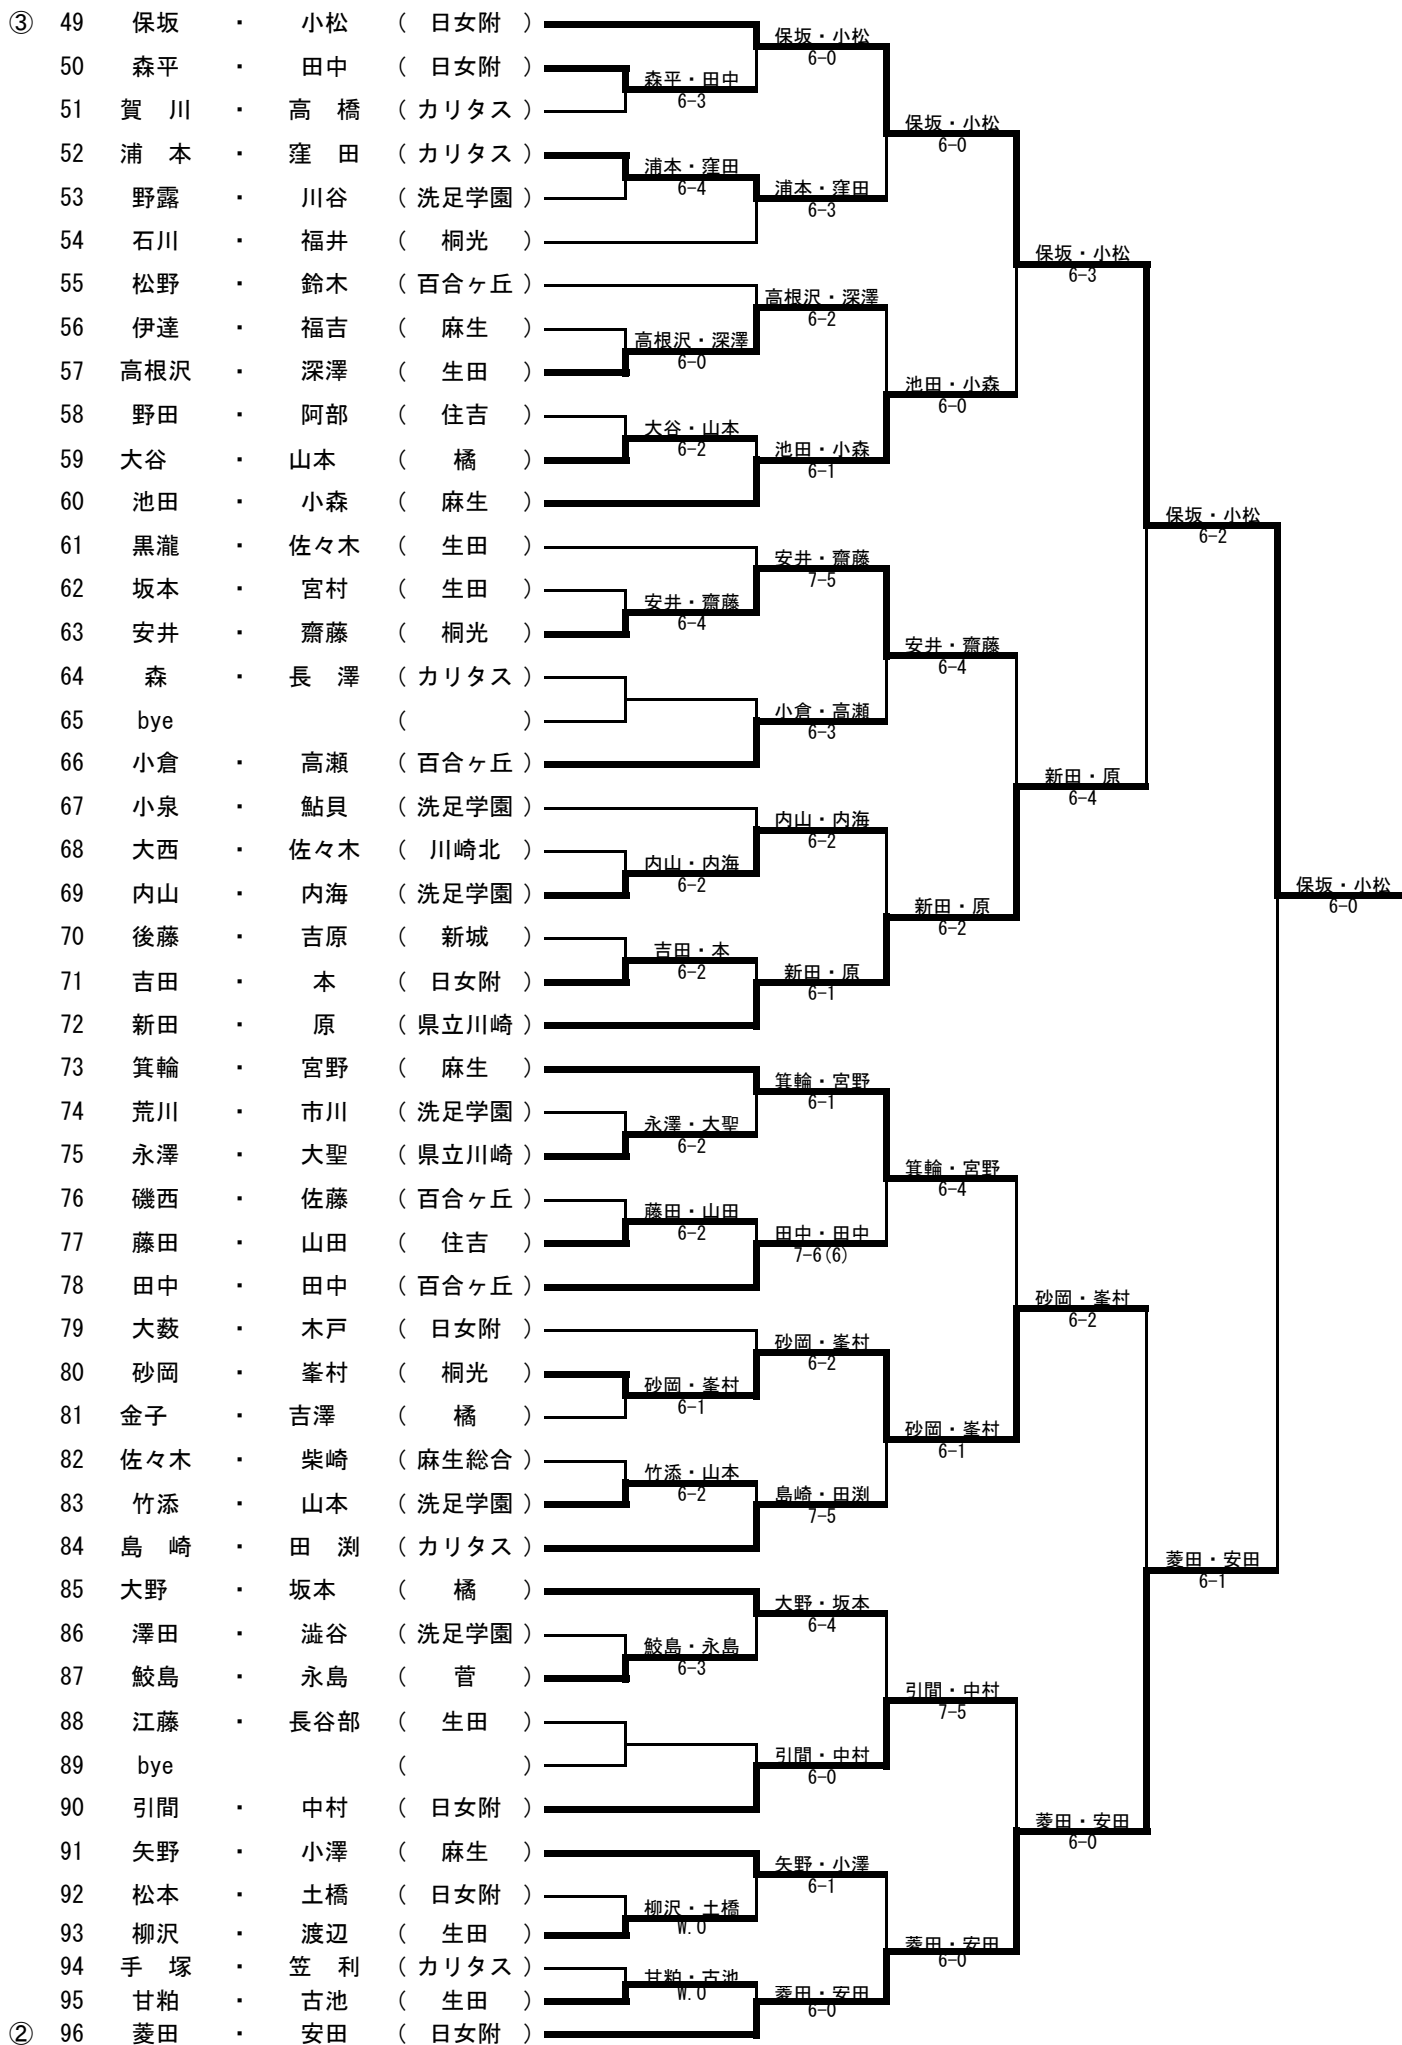 ③ 49 保坂 ・ 小松 ( 日女附 )
保坂・小松
6-0
50 森平 ・ 田中 ( 日女附 )
森平・田中
6-3
51 賀 川 ・ 高 橋 ( カリタス )
保坂・小松
6-0
52 浦 本 ・ 窪 田 ( カリタス )
浦本・窪田
6-4
53 野露 ・ 川谷 ( 洗足学園 )
浦本・窪田
6-3
54 石川 ・ 福井 ( 桐光 )
保坂・小松
6-3
55 松野 ・ 鈴木 ( 百合ヶ丘 )
高根沢・深澤
6-2
56 伊達 ・ 福吉 ( 麻生 )
高根沢・深澤
6-0
57 高根沢 ・ 深澤 ( 生田 )
池田・小森
6-0
58 野田 ・ 阿部 ( 住吉 )
大谷・山本
6-2
59 大谷 ・ 山本 ( 橘 )
池田・小森
6-1
60 池田 ・ 小森 ( 麻生 )
保坂・小松
6-2
61 黒瀧 ・ 佐々木 ( 生田 )
安井・齋藤
7-5
62 坂本 ・ 宮村 ( 生田 )
安井・齋藤
6-4
63 安井 ・ 齋藤 ( 桐光 )
安井・齋藤
6-4
64 森 ・ 長 澤 ( カリタス )
65 bye ( )
小倉・高瀬
6-3
66 小倉 ・ 高瀬 ( 百合ヶ丘 )
新田・原
6-4
67 小泉 ・ 鮎貝 ( 洗足学園 )
内山・内海
6-2
68 大西 ・ 佐々木 ( 川崎北 )
内山・内海
6-2
69 内山 ・ 内海 ( 洗足学園 )
保坂・小松
6-0
新田・原
6-2
70 後藤 ・ 吉原 ( 新城 )
吉田・本
6-2
71 吉田 ・ 本 ( 日女附 )
新田・原
6-1
72 新田 ・ 原 ( 県立川崎 )
73 箕輪 ・ 宮野 ( 麻生 )
箕輪・宮野
6-1
74 荒川 ・ 市川 ( 洗足学園 )
永澤・大聖
6-2
75 永澤 ・ 大聖 ( 県立川崎 )
箕輪・宮野
6-4
76 磯西 ・ 佐藤 ( 百合ヶ丘 )
藤田・山田
6-2
77 藤田 ・ 山田 ( 住吉 )
田中・田中
7-6(6)
78 田中 ・ 田中 ( 百合ヶ丘 )
砂岡・峯村
6-2
79 大薮 ・ 木戸 ( 日女附 )
砂岡・峯村
6-2
80 砂岡 ・ 峯村 ( 桐光 )
砂岡・峯村
6-1
81 金子 ・ 吉澤 ( 橘 )
砂岡・峯村
6-1
82 佐々木 ・ 柴崎 ( 麻生総合 )
竹添・山本
6-2
83 竹添 ・ 山本 ( 洗足学園 )
島崎・田渕
7-5
84 島 崎 ・ 田 渕 ( カリタス )
菱田・安田
6-1
85 大野 ・ 坂本 ( 橘 )
大野・坂本
6-4
86 澤田 ・ 澁谷 ( 洗足学園 )
鮫島・永島
6-3
87 鮫島 ・ 永島 ( 菅 )
引間・中村
7-5
88 江藤 ・ 長谷部 ( 生田 )
89 bye ( )
引間・中村
6-0
90 引間 ・ 中村 ( 日女附 )
菱田・安田
6-0
91 矢野 ・ 小澤 ( 麻生 )
矢野・小澤
6-1
92 松本 ・ 土橋 ( 日女附 )
柳沢・土橋
W.O
93 柳沢 ・ 渡辺 ( 生田 )
菱田・安田
6-0
94 手 塚 ・ 笠 利 ( カリタス )
甘粕・古池
W.O
95 甘粕 ・ 古池 ( 生田 )
菱田・安田
6-0
② 96 菱田 ・ 安田 ( 日女附 )